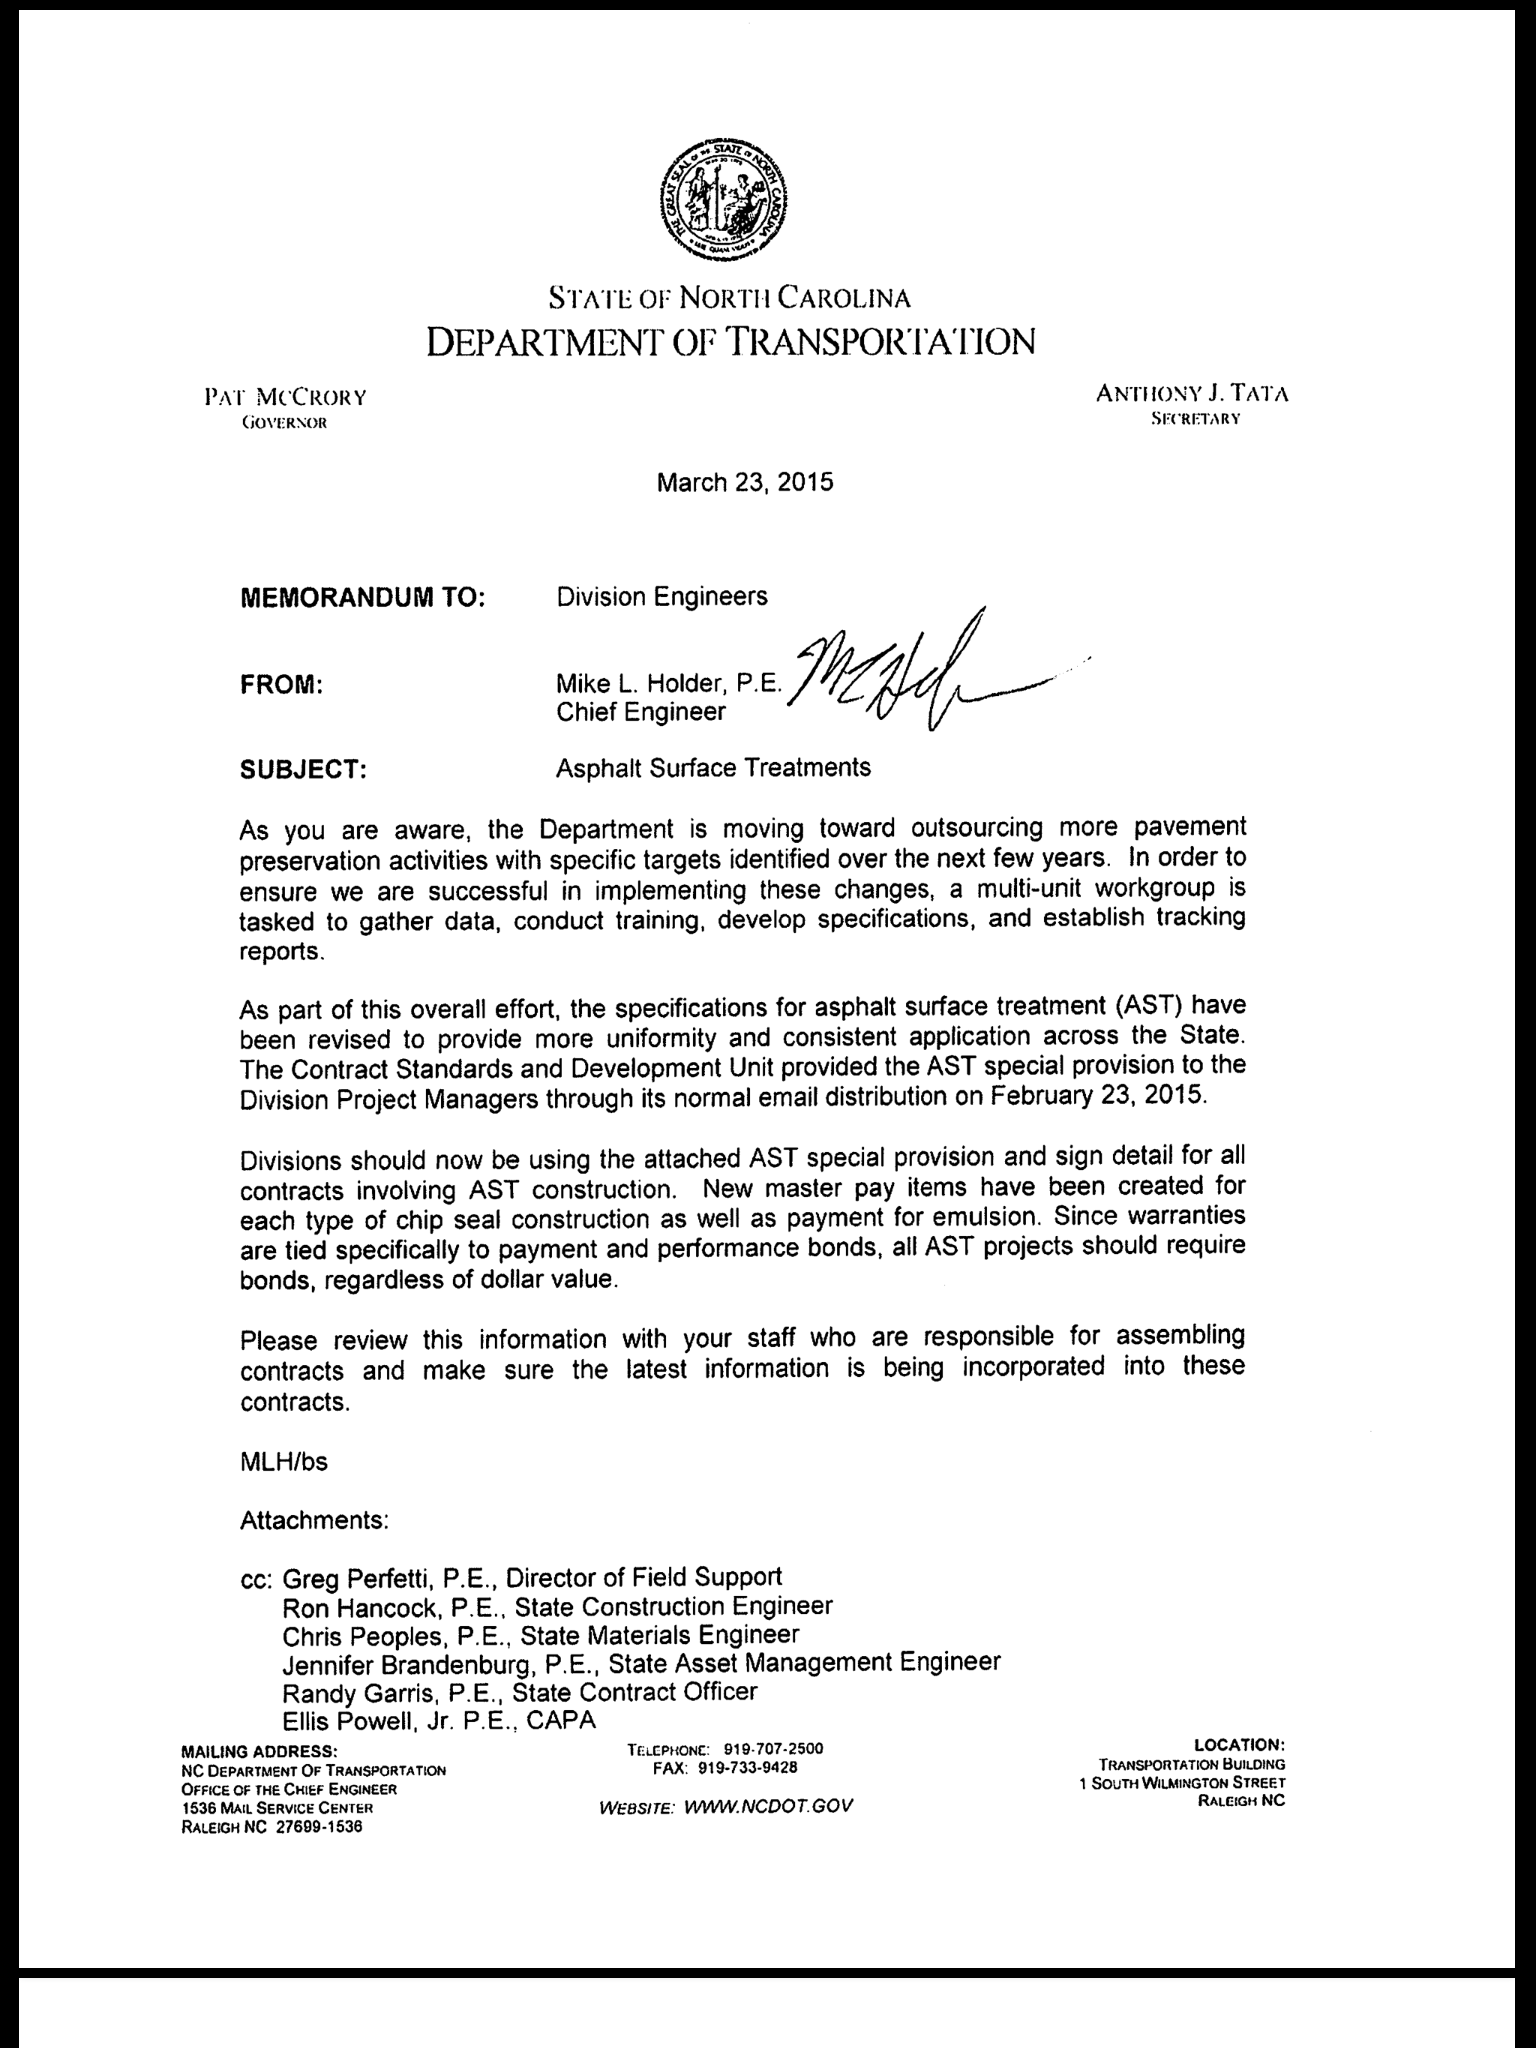 THE GREAT SEAL OF THE STATE OF NORTH CAROLINA
STATE OF NORTH CAROLINA
DEPARTMENT OF TRANSPORTATION
PAT MCCRORY
GOVERNOR
ANTHONY J. TATA
SECRETARY
March 23, 2015
MEMORANDUM TO: Division Engineers
FROM: Mike L. Holder, P.E.
Chief Engineer
SUBJECT: Asphalt Surface Treatments
As you are aware, the Department is moving toward outsourcing more pavement
preservation activities with specific targets identified over the next few years. In order to
ensure we are successful in implementing these changes, a multi-unit workgroup is
tasked to gather data, conduct training, develop specifications, and establish tracking
reports.
As part of this overall effort, the specifications for asphalt surface treatment (AST) have
been revised to provide more uniformity and consistent application across the State.
The Contract Standards and Development Unit provided the AST special provision to the
Division Project Managers through its normal email distribution on February 23, 2015.
Divisions should now be using the attached AST special provision and sign detail for all
contracts involving AST construction. New master pay items have been created for
each type of chip seal construction as well as payment for emulsion. Since warranties
are tied specifically to payment and performance bonds, all AST projects should require
bonds, regardless of dollar value.
Please review this information with your staff who are responsible for assembling
contracts and make sure the latest information is being incorporated into these
contracts.
MLH/bs
Attachments:
cc: Greg Perfetti, P.E., Director of Field Support
Ron Hancock, P.E., State Construction Engineer
Chris Peoples, P.E., State Materials Engineer
Jennifer Brandenburg, P.E., State Asset Management Engineer
Randy Garris, P.E., State Contract Officer
Ellis Powell, Jr. P.E., CAPA
MAILING ADDRESS:
NC DEPARTMENT OF TRANSPORTATION
OFFICE OF THE CHIEF ENGINEER
1536 MAIL SERVICE CENTER
RALEIGH NC 27699-1536
TELEPHONE: 919-707-2500
FAX: 919-733-9428
WEBSITE: WWW.NCDOT.GOV
LOCATION:
TRANSPORTATION BUILDING
1 SOUTH WILMINGTON STREET
RALEIGH NC